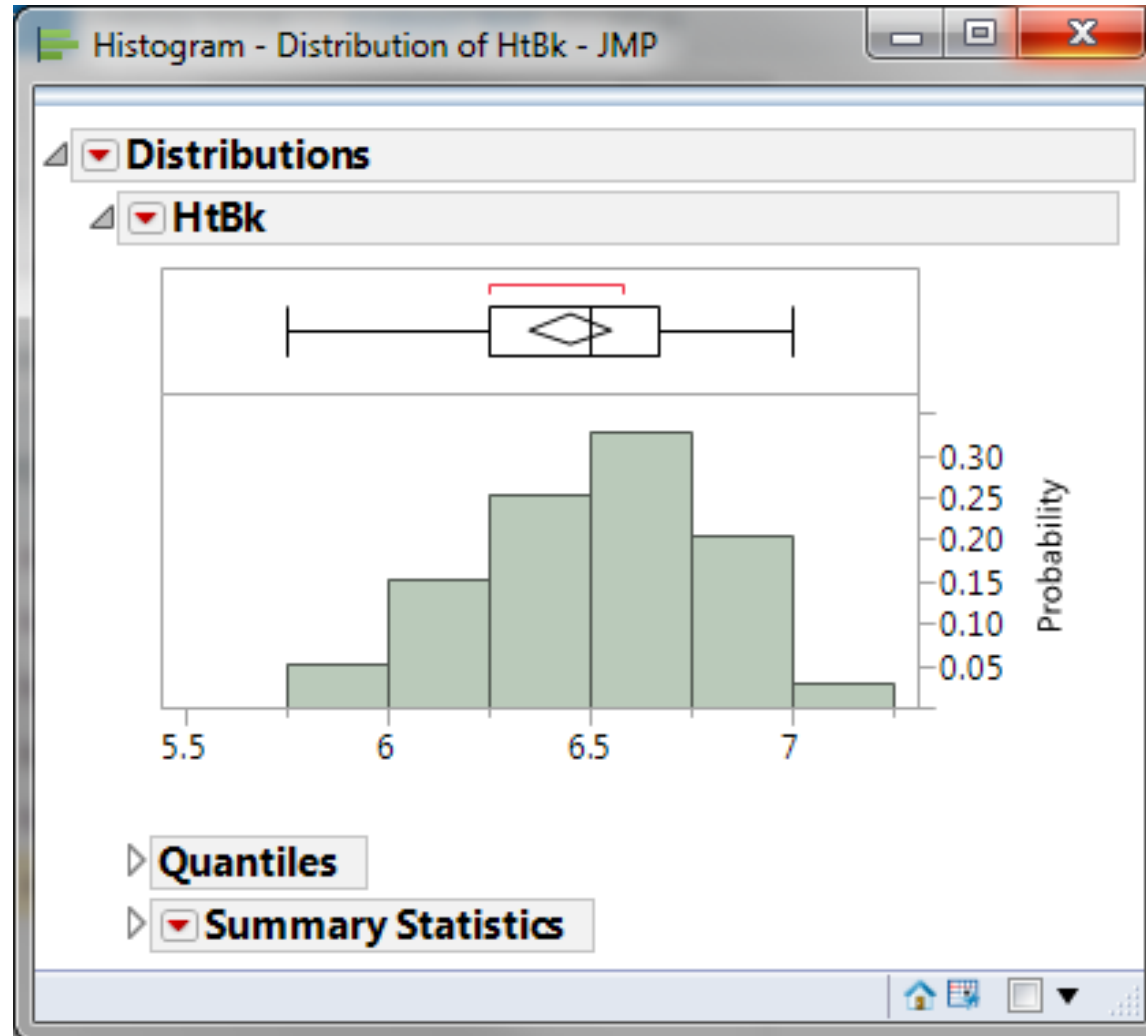 Histogram - Distribution of HtBk - JMP
Distributions
HtBk
0.30
0.25
0.20
0.15
0.10
0.05
Probability
5.5 6 6.5 7
Quantiles
Summary Statistics